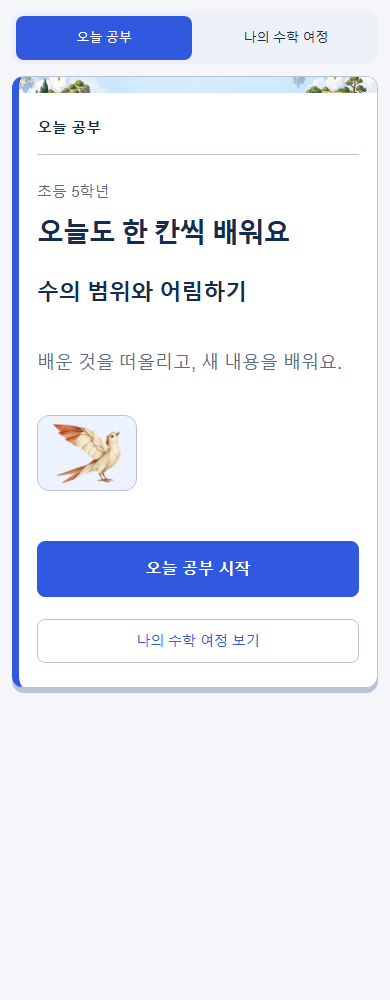 오늘 공부
나의 수학 여정
오늘 공부
초등 5학년
오늘도 한 칸씩 배워요
수의 범위와 어림하기
배운 것을 떠올리고, 새 내용을 배워요.
오늘 공부 시작
나의 수학 여정 보기